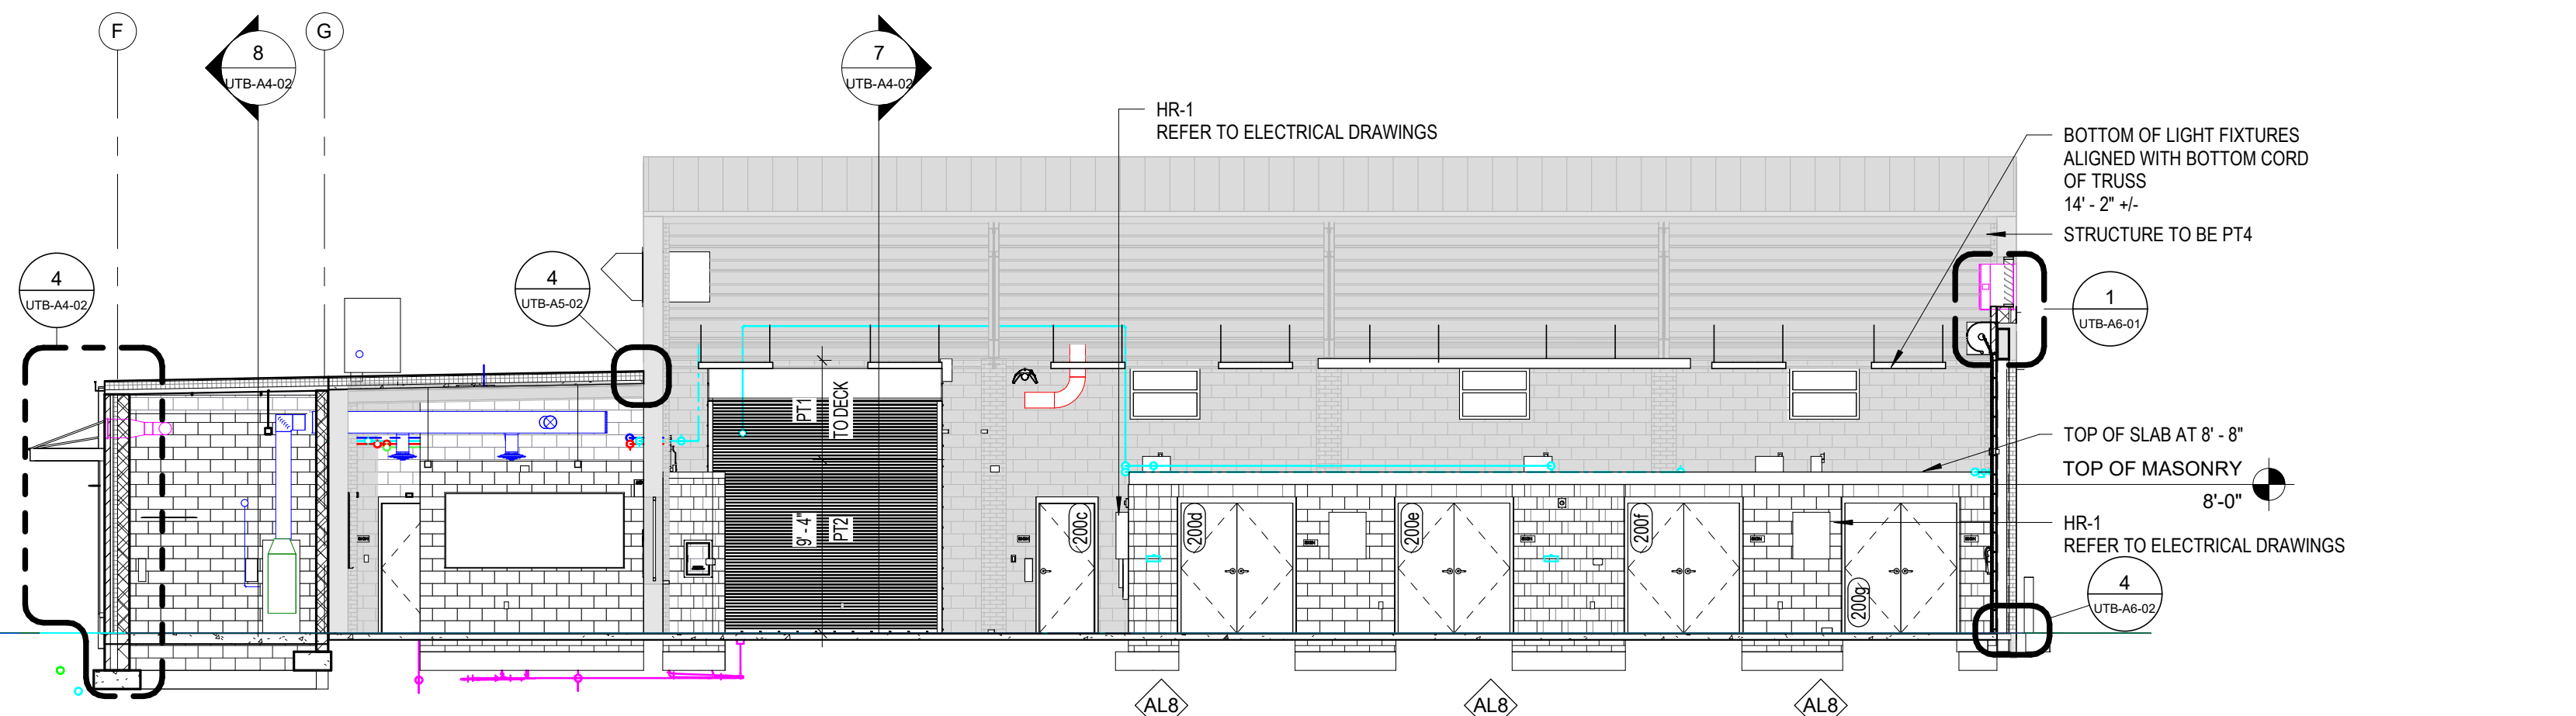 F
8
UTB-A4-02
G
7
UTB-A4-02
HR-1
REFER TO ELECTRICAL DRAWINGS
BOTTOM OF LIGHT FIXTURES
ALIGNED WITH BOTTOM CORD
OF TRUSS
14' - 2" +/-
STRUCTURE TO BE PT4
4
UTB-A4-02
4
UTB-A5-02
1
UTB-A6-01
PT1
TO DECK
9' - 4"
PT2
TOP OF SLAB AT 8' - 8"
TOP OF MASONRY
8'-0"
HR-1
REFER TO ELECTRICAL DRAWINGS
200c
200d
200e
200f
200g
4
UTB-A6-02
AL8
AL8
AL8